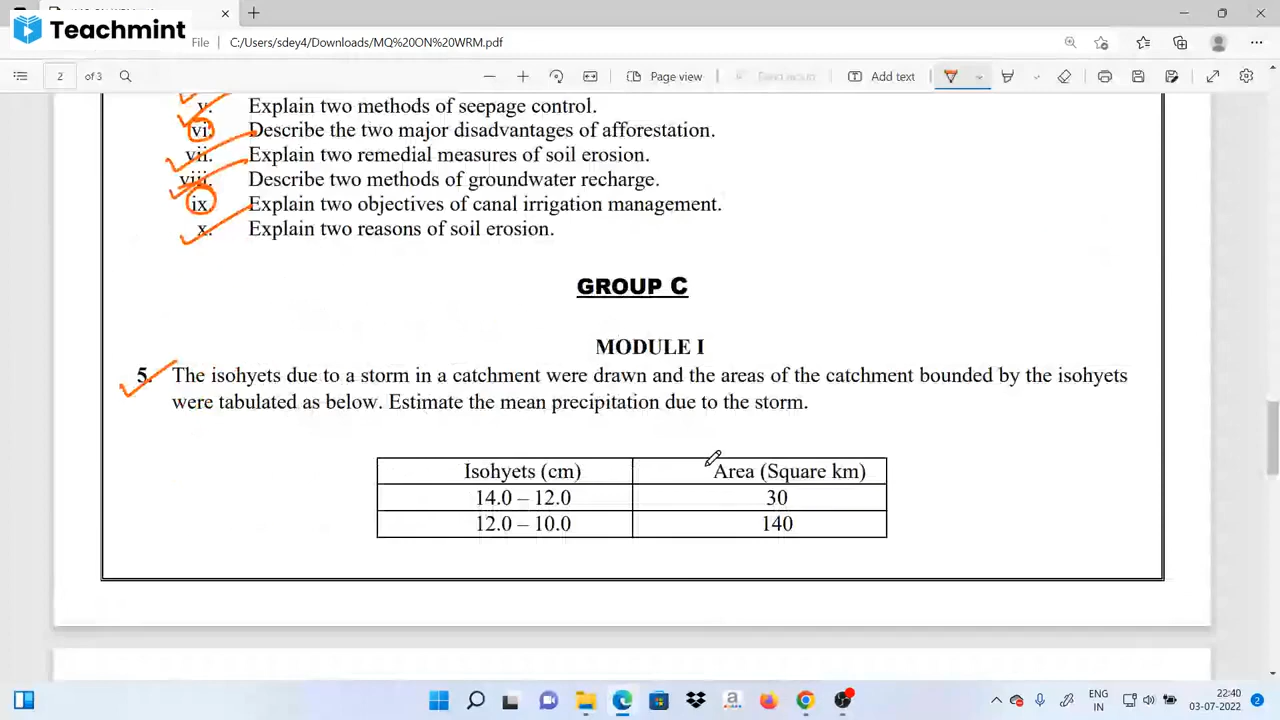 Teachmint
File C:/Users/sdey4/Downloads/MQ%20ON%20WRM.pdf
2 of 3 Page view Add text
v. Explain two methods of seepage control.
vi. Describe the two major disadvantages of afforestation.
vii. Explain two remedial measures of soil erosion.
viii. Describe two methods of groundwater recharge.
ix. Explain two objectives of canal irrigation management.
x. Explain two reasons of soil erosion.
GROUP C
MODULE I
5. The isohyets due to a storm in a catchment were drawn and the areas of the catchment bounded by the isohyets
were tabulated as below. Estimate the mean precipitation due to the storm.
Isohyets (cm) Area (Square km)
14.0 – 12.0 30
12.0 – 10.0 140
ENG 22:40
IN 03-07-2022 2